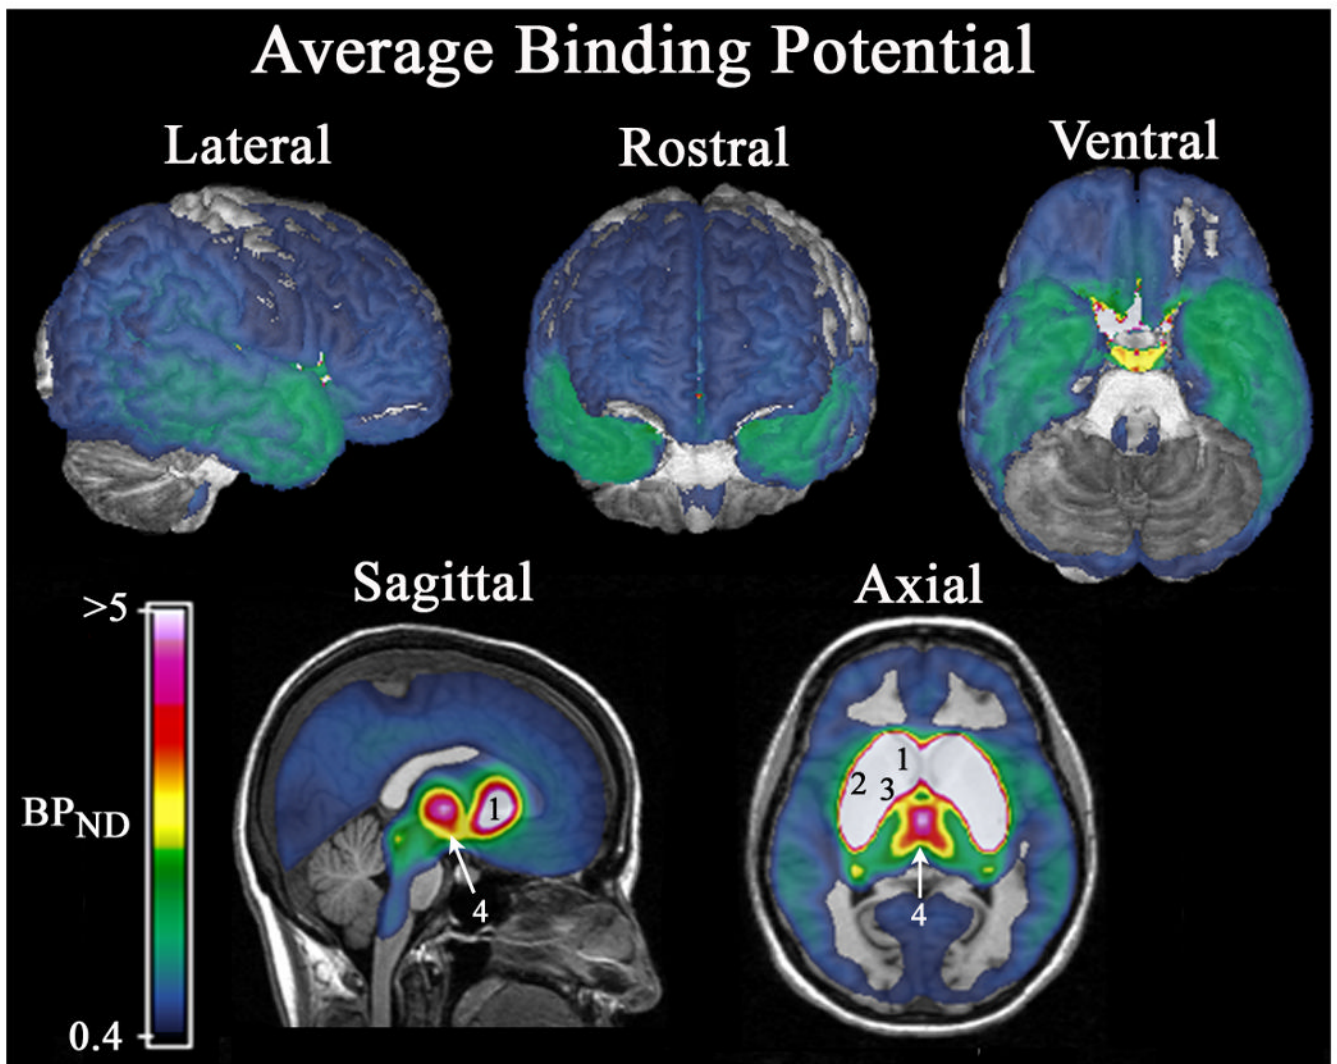 Average Binding Potential
Lateral
Rostral
Ventral
Sagittal
Axial
>5
BPND
0.4
1
4
1
2
3
4